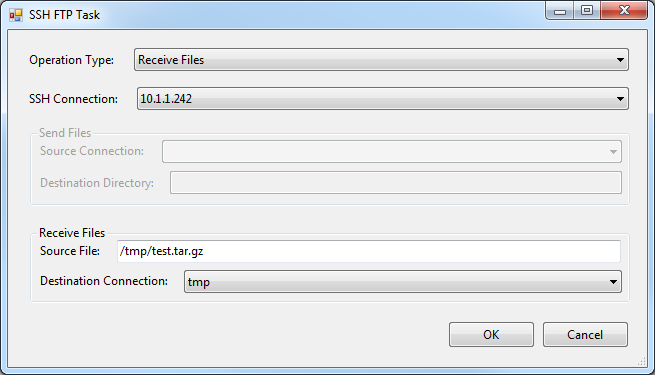 SSH FTP Task
Operation Type: Receive Files
SSH Connection: 10.1.1.242
Send Files
Source Connection:
Destination Directory:
Receive Files
Source File: /tmp/test.tar.gz
Destination Connection: tmp
OK Cancel